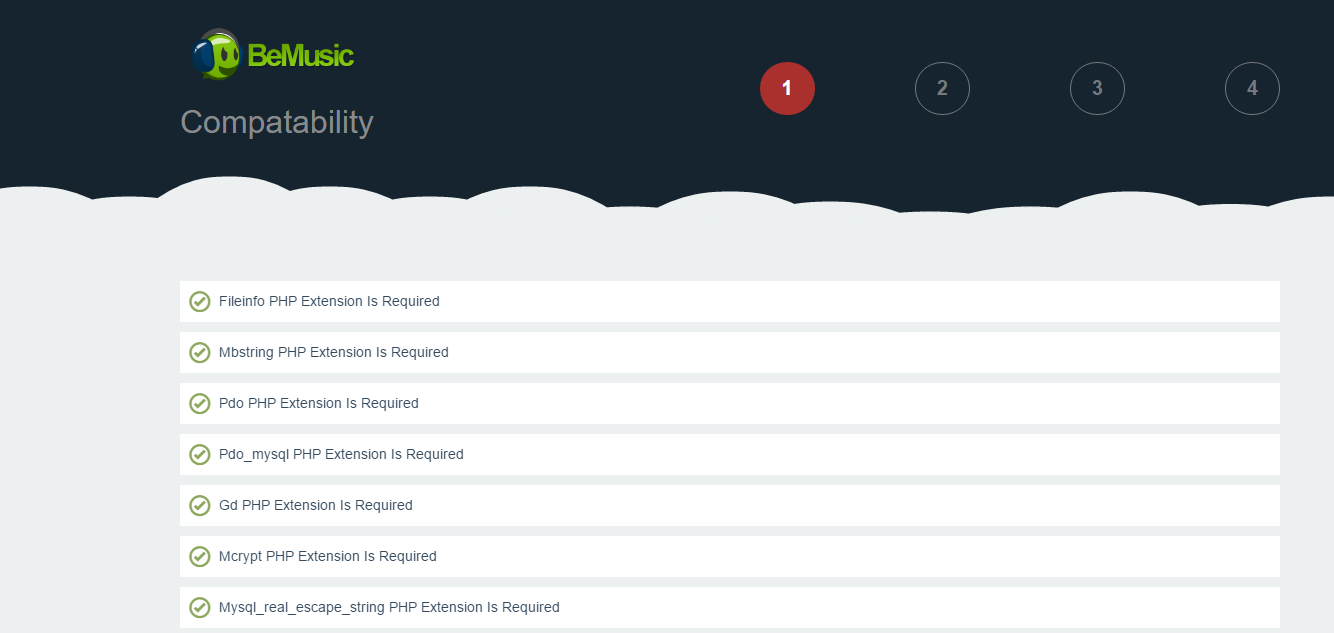 BeMusic
Compatability
1
2
3
4
Fileinfo PHP Extension Is Required
Mbstring PHP Extension Is Required
Pdo PHP Extension Is Required
Pdo_mysql PHP Extension Is Required
Gd PHP Extension Is Required
Mcrypt PHP Extension Is Required
Mysql_real_escape_string PHP Extension Is Required